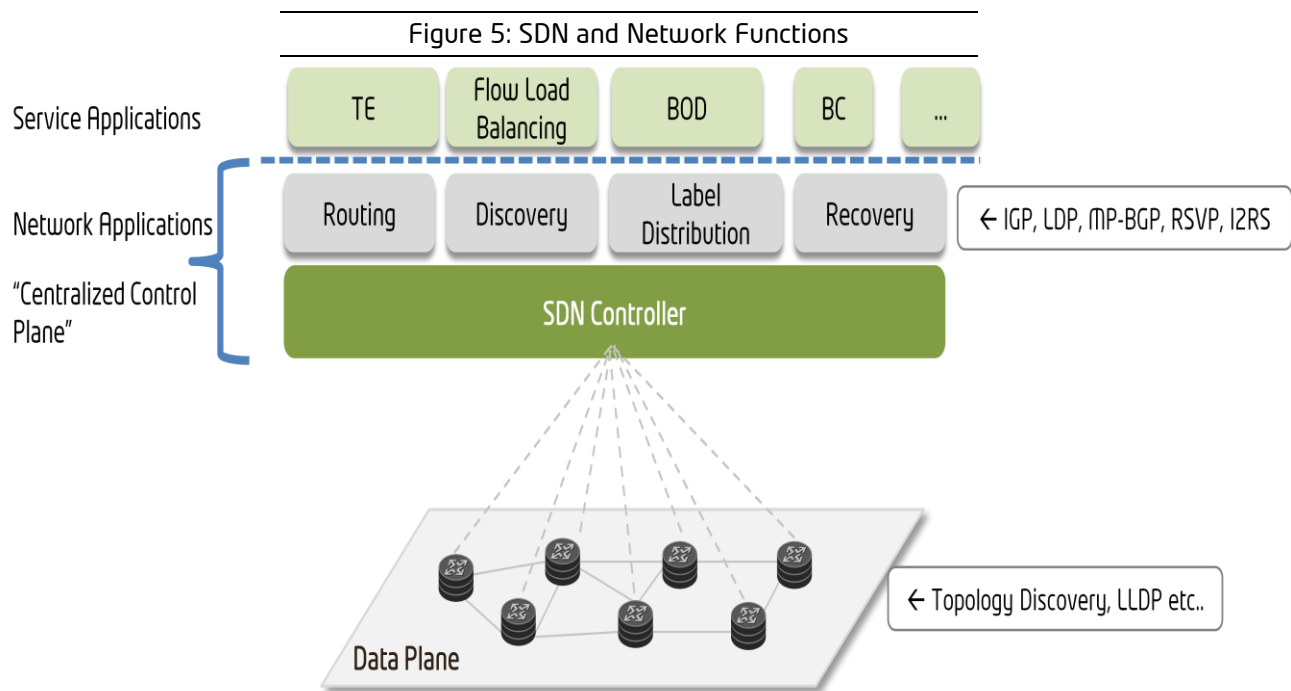 Figure 5: SDN and Network Functions
Service Applications
TE
Flow Load
Balancing
BOD
BC
...
Network Applications
Routing
Discovery
Label
Distribution
Recovery
← IGP, LDP, MP-BGP, RSVP, I2RS
“Centralized Control
Plane”
SDN Controller
← Topology Discovery, LLDP etc..
Data Plane